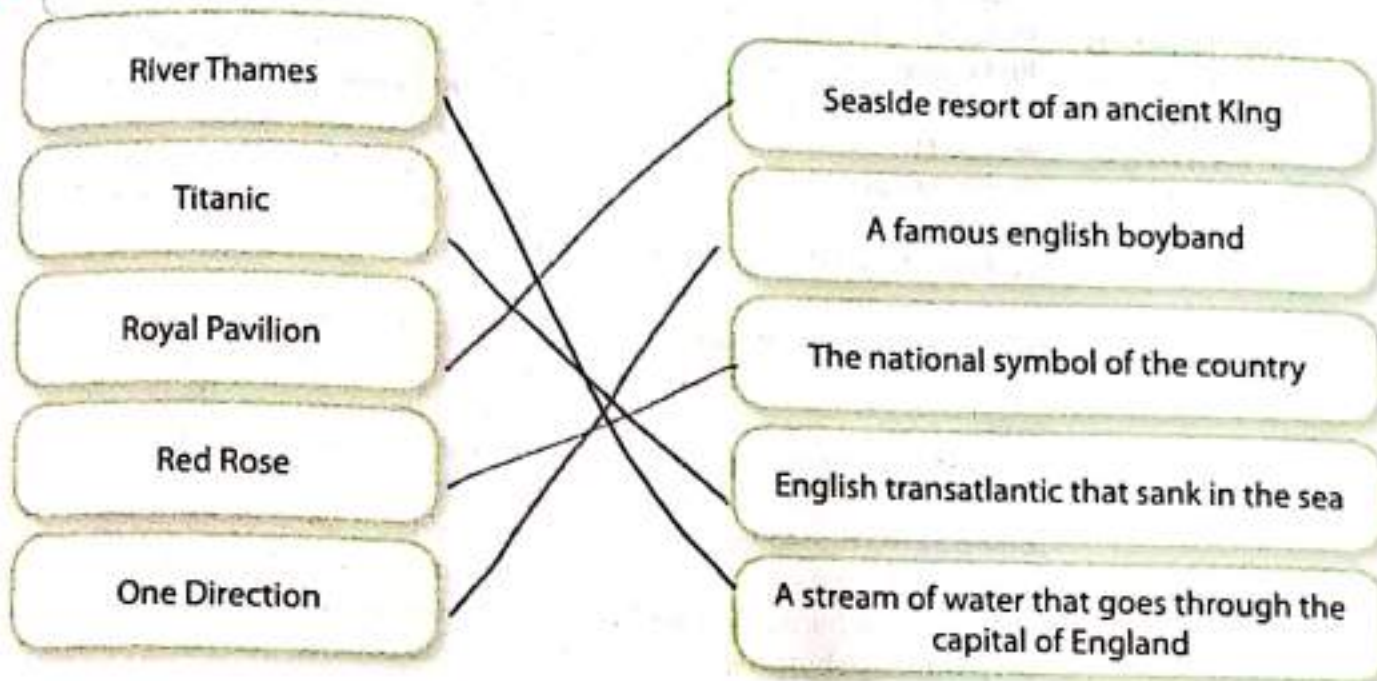 River Thames
Titanic
Royal Pavilion
Red Rose
One Direction
Seaside resort of an ancient King
A famous english boyband
The national symbol of the country
English transatlantic that sank in the sea
A stream of water that goes through the
capital of England